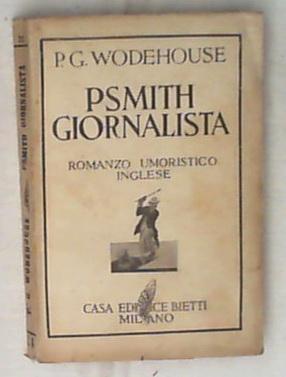 P. G. WODEHOUSE
PSMITH
GIORNALISTA
ROMANZO UMORISTICO
INGLESE
CASA EDITRICE BIETTI
MILANO
P. G. WODEHOUSE PSMITH GIORNALISTA